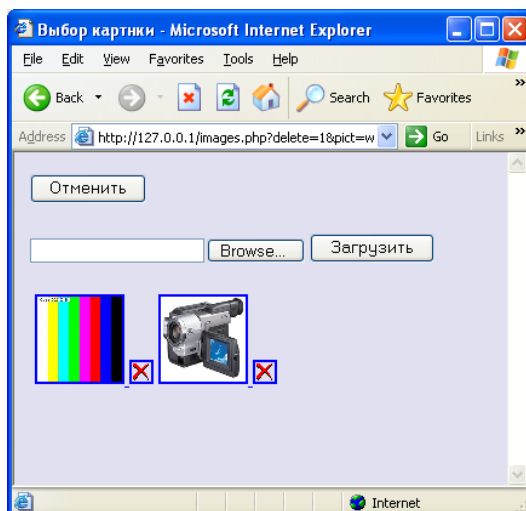 Выбор картнки - Microsoft Internet Explorer
File Edit View Favorites Tools Help
Back Search Favorites »
Address http://127.0.0.1/images.php?delete=1&pict=w Go Links »
Отменить
Browse... Загрузить
Internet